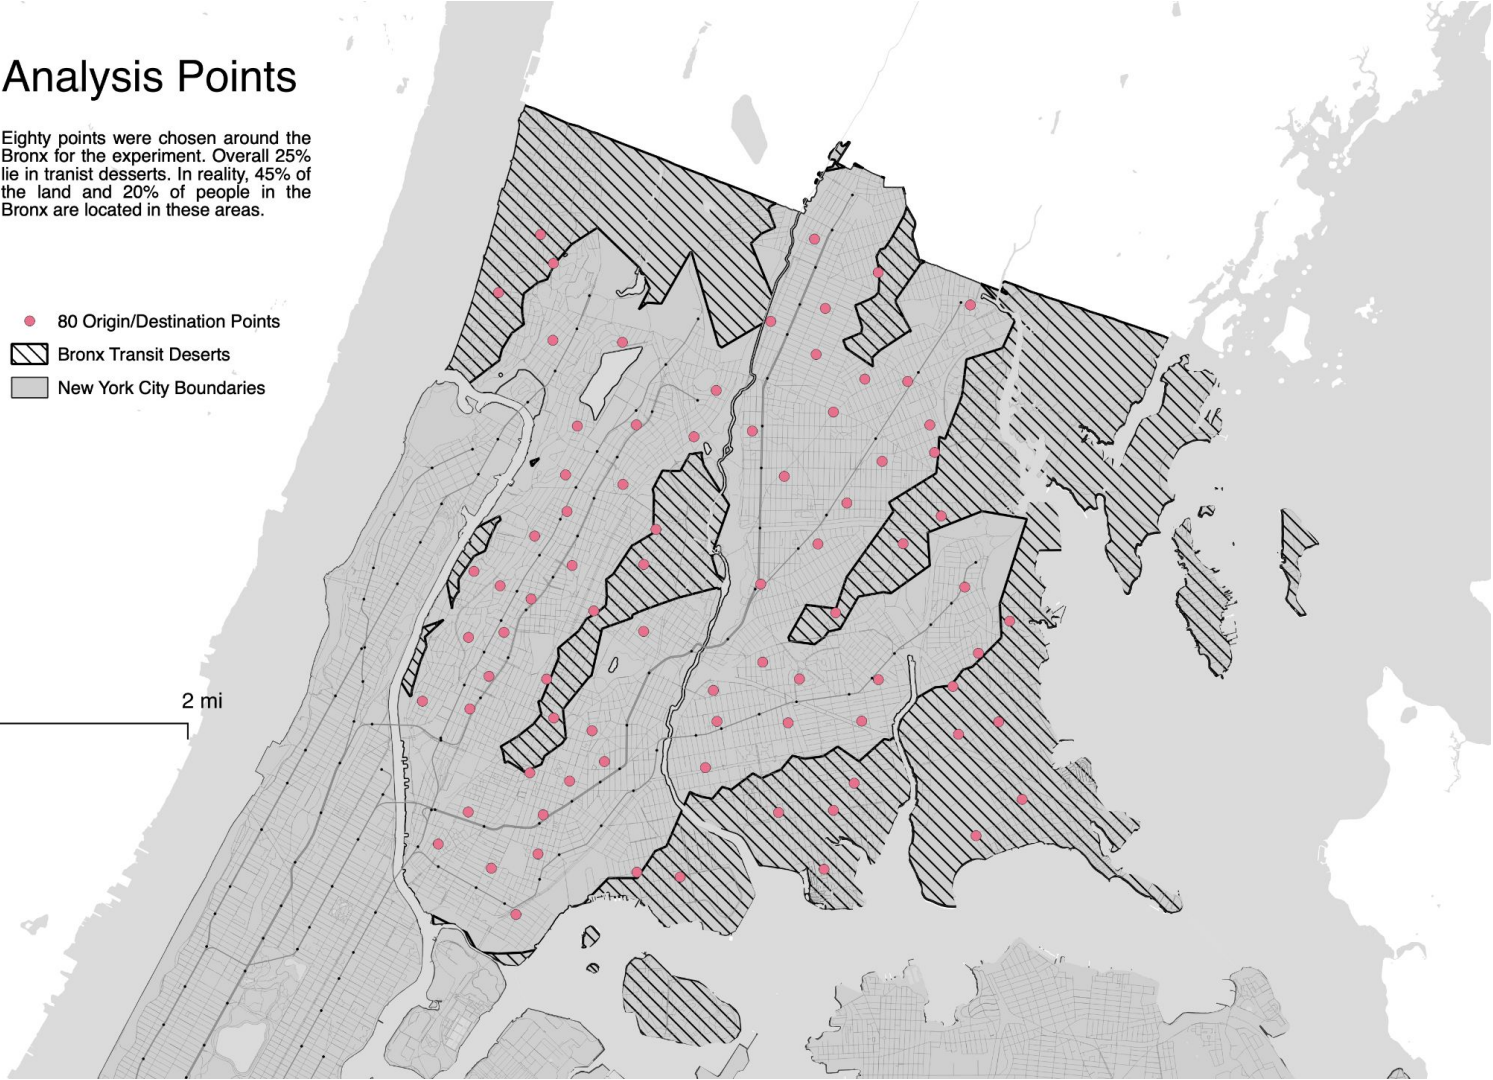 Analysis Points
Eighty points were chosen around the
Bronx for the experiment. Overall 25%
lie in tranist desserts. In reality, 45% of
the land and 20% of people in the
Bronx are located in these areas.
80 Origin/Destination Points
Bronx Transit Deserts
New York City Boundaries
2 mi